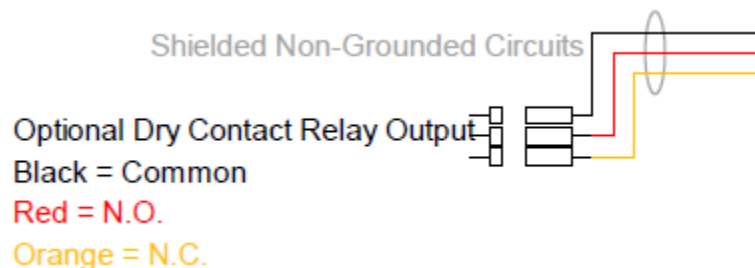 Shielded Non-Grounded Circuits
Optional Dry Contact Relay Output
Black = Common
Red = N.O.
Orange = N.C.